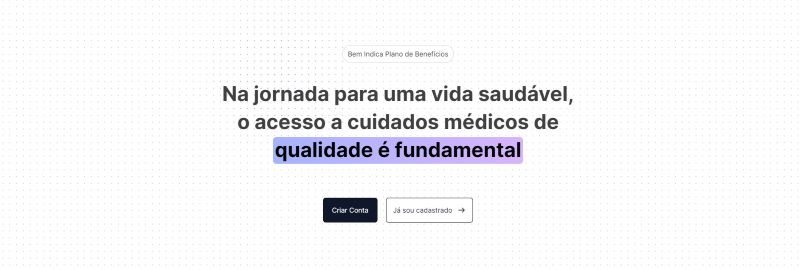 Bem Indica Plano de Benefícios
Na jornada para uma vida saudável,
o acesso a cuidados médicos de
qualidade é fundamental
Criar Conta
Já sou cadastrado →